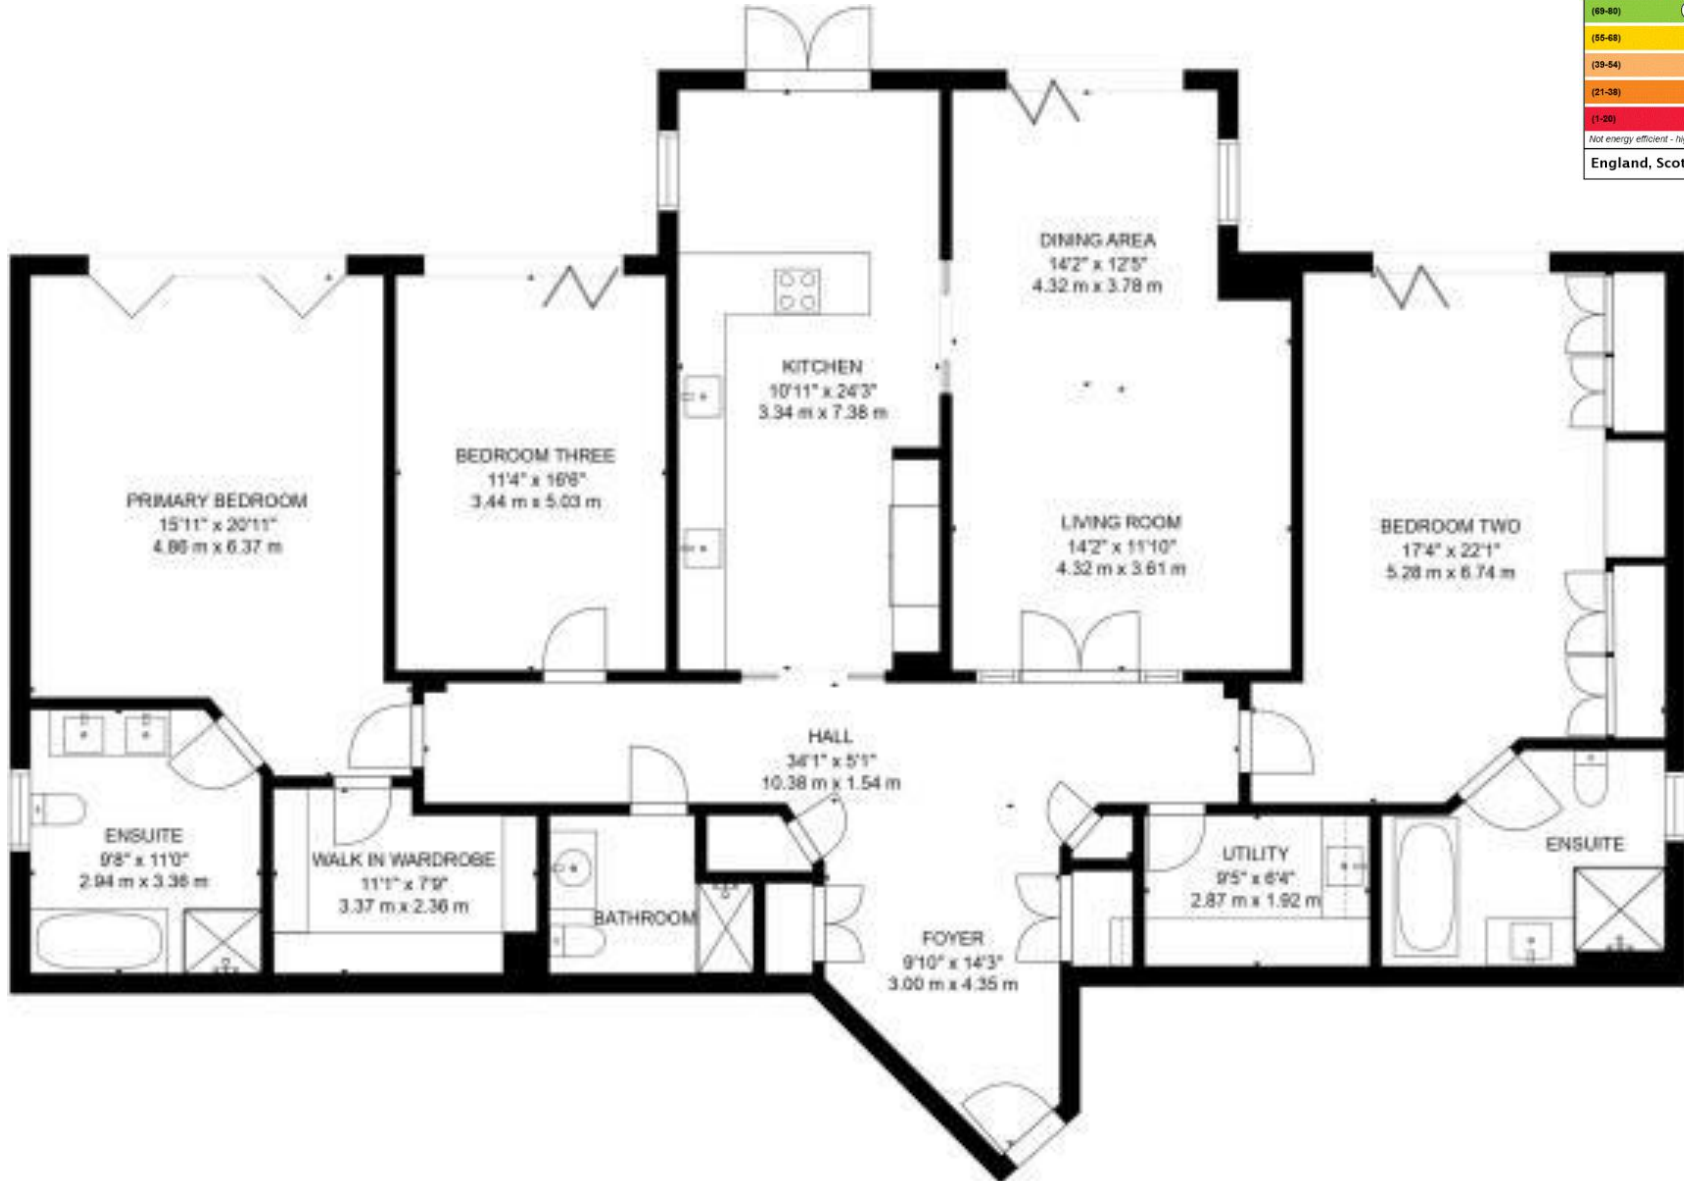 (69-80)
(55-68)
(39-54)
(21-38)
(1-20)
Not energy efficient - hi
England, Scot
DINING AREA
14'2" x 12'5"
4.32 m x 3.78 m
KITCHEN
10'11" x 24'3"
3.34 m x 7.38 m
BEDROOM THREE
11'4" x 16'6"
3.44 m x 5.03 m
PRIMARY BEDROOM
15'11" x 20'11"
4.86 m x 6.37 m
LIVING ROOM
14'2" x 11'10"
4.32 m x 3.61 m
BEDROOM TWO
17'4" x 22'1"
5.28 m x 6.74 m
HALL
34'1" x 5'1"
10.38 m x 1.54 m
ENSUITE
9'8" x 11'0"
2.94 m x 3.36 m
WALK IN WARDROBE
11'1" x 7'9"
3.37 m x 2.36 m
BATHROOM
FOYER
9'10" x 14'3"
3.00 m x 4.35 m
UTILITY
9'5" x 6'4"
2.87 m x 1.92 m
ENSUITE